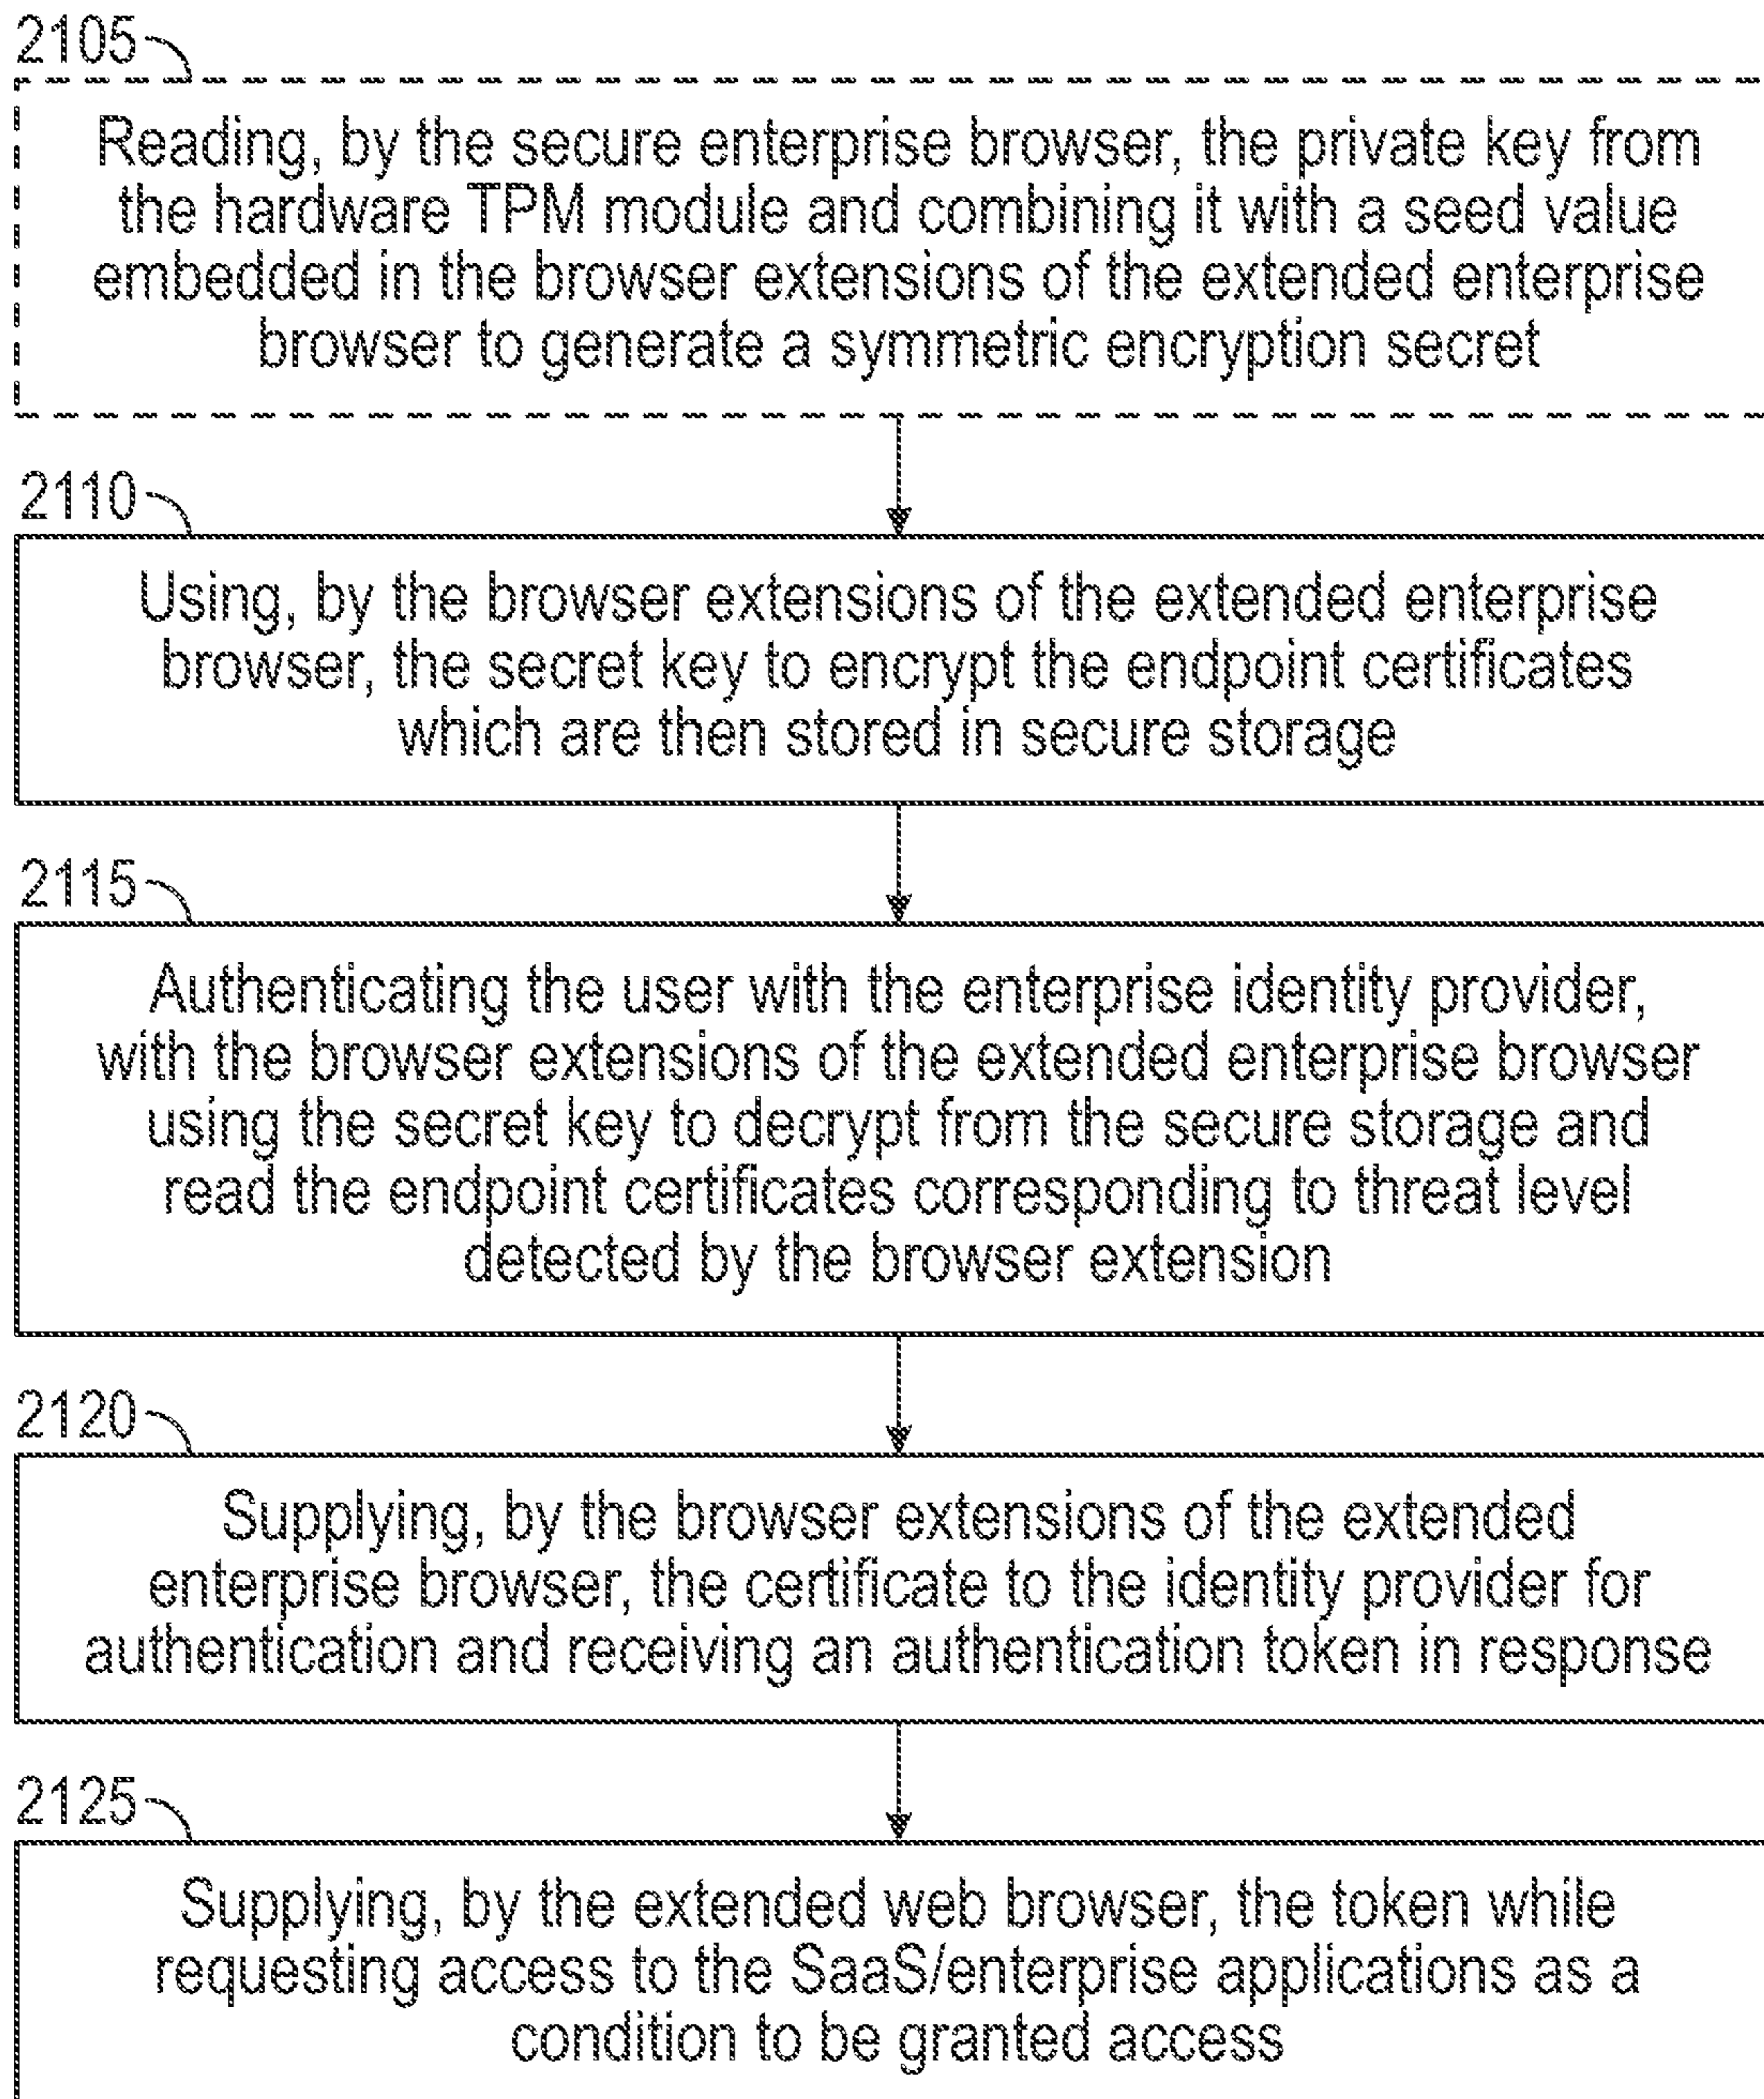 2105
Reading, by the secure enterprise browser, the private key from
the hardware TPM module and combining it with a seed value
embedded in the browser extensions of the extended enterprise
browser to generate a symmetric encryption secret
2110
Using, by the browser extensions of the extended enterprise
browser, the secret key to encrypt the endpoint certificates
which are then stored in secure storage
2115
Authenticating the user with the enterprise identity provider,
with the browser extensions of the extended enterprise browser
using the secret key to decrypt from the secure storage and
read the endpoint certificates corresponding to threat level
detected by the browser extension
2120
Supplying, by the browser extensions of the extended
enterprise browser, the certificate to the identity provider for
authentication and receiving an authentication token in response
2125
Supplying, by the extended web browser, the token while
requesting access to the SaaS/enterprise applications as a
condition to be granted access